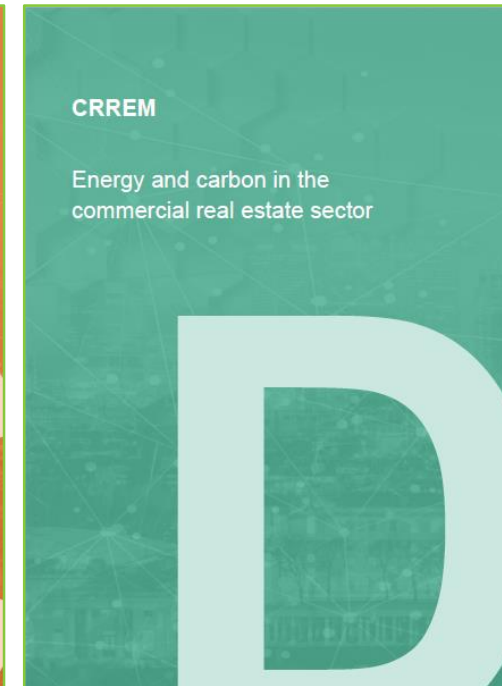 CRREM
Energy and carbon in the
commercial real estate sector
D